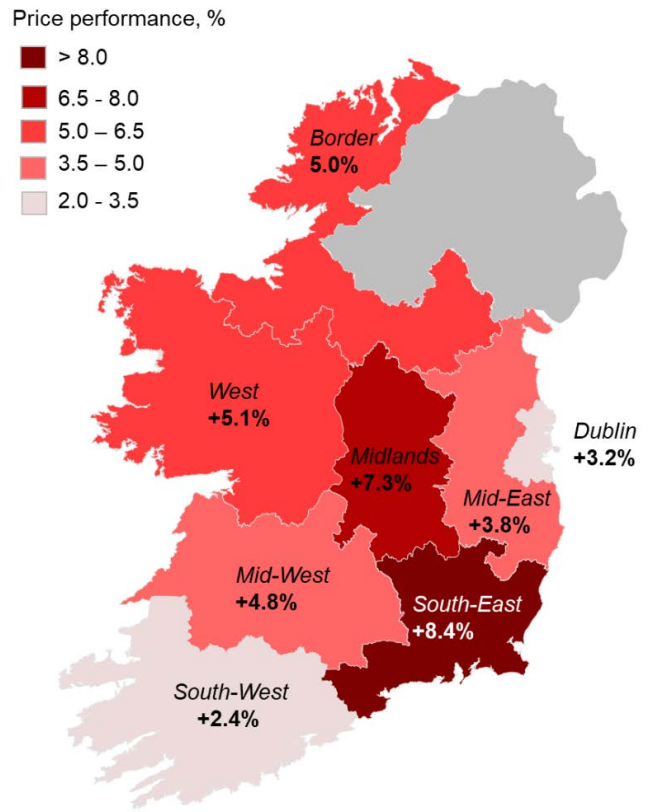 Price performance, %
> 8.0
6.5 - 8.0
5.0 – 6.5
3.5 – 5.0
2.0 - 3.5
Border
5.0%
West
+5.1%
Midlands
+7.3%
Dublin
+3.2%
Mid-East
+3.8%
Mid-West
+4.8%
South-East
+8.4%
South-West
+2.4%